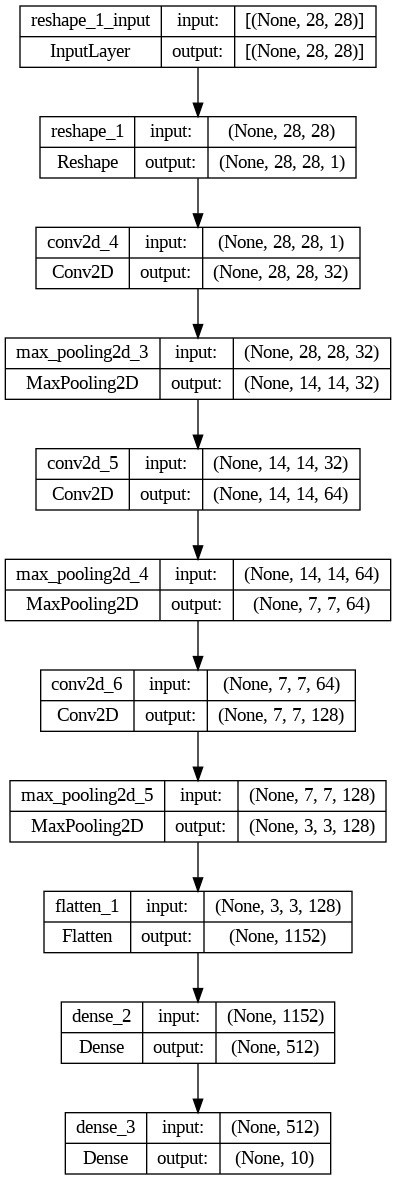 reshape_1_input input: [(None, 28, 28)]
InputLayer output: [(None, 28, 28)]
reshape_1 input: (None, 28, 28)
Reshape output: (None, 28, 28, 1)
conv2d_4 input: (None, 28, 28, 1)
Conv2D output: (None, 28, 28, 32)
max_pooling2d_3 input: (None, 28, 28, 32)
MaxPooling2D output: (None, 14, 14, 32)
conv2d_5 input: (None, 14, 14, 32)
Conv2D output: (None, 14, 14, 64)
max_pooling2d_4 input: (None, 14, 14, 64)
MaxPooling2D output: (None, 7, 7, 64)
conv2d_6 input: (None, 7, 7, 64)
Conv2D output: (None, 7, 7, 128)
max_pooling2d_5 input: (None, 7, 7, 128)
MaxPooling2D output: (None, 3, 3, 128)
flatten_1 input: (None, 3, 3, 128)
Flatten output: (None, 1152)
dense_2 input: (None, 1152)
Dense output: (None, 512)
dense_3 input: (None, 512)
Dense output: (None, 10)